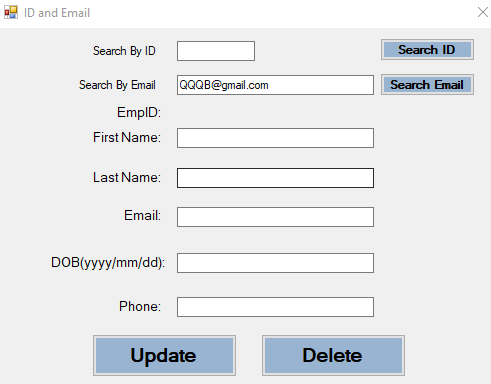 ID and Email
Search By ID Search ID
Search By Email QQQB@gmail.com Search Email
EmpID:
First Name:
Last Name:
Email:
DOB(yyyy/mm/dd):
Phone:
Update Delete